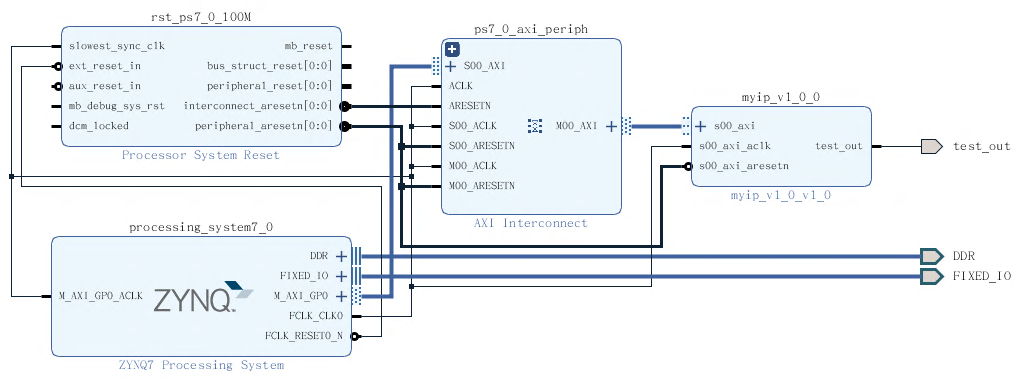 rst_ps7_0_100M
slowest_sync_clk
mb_reset
ext_reset_in
bus_struct_reset[0:0]
aux_reset_in
peripheral_reset[0:0]
mb_debug_sys_rst
interconnect_aresetn[0:0]
dcm_locked
peripheral_aresetn[0:0]
Processor System Reset
ps7_0_axi_periph
S00_AXI
ACLK
ARESETN
S00_ACLK
M00_AXI
S00_ARESETN
M00_ACLK
M00_ARESETN
AXI Interconnect
myip_v1_0_0
s00_axi
s00_axi_aclk
test_out
s00_axi_aresetn
myip_v1_0_v1_0
test_out
processing_system7_0
DDR
FIXED_IO
M_AXI_GP0_ACLK
ZYNQ
M_AXI_GP0
FCLK_CLK0
FCLK_RESET0_N
ZYNQ7 Processing System
DDR
FIXED_IO